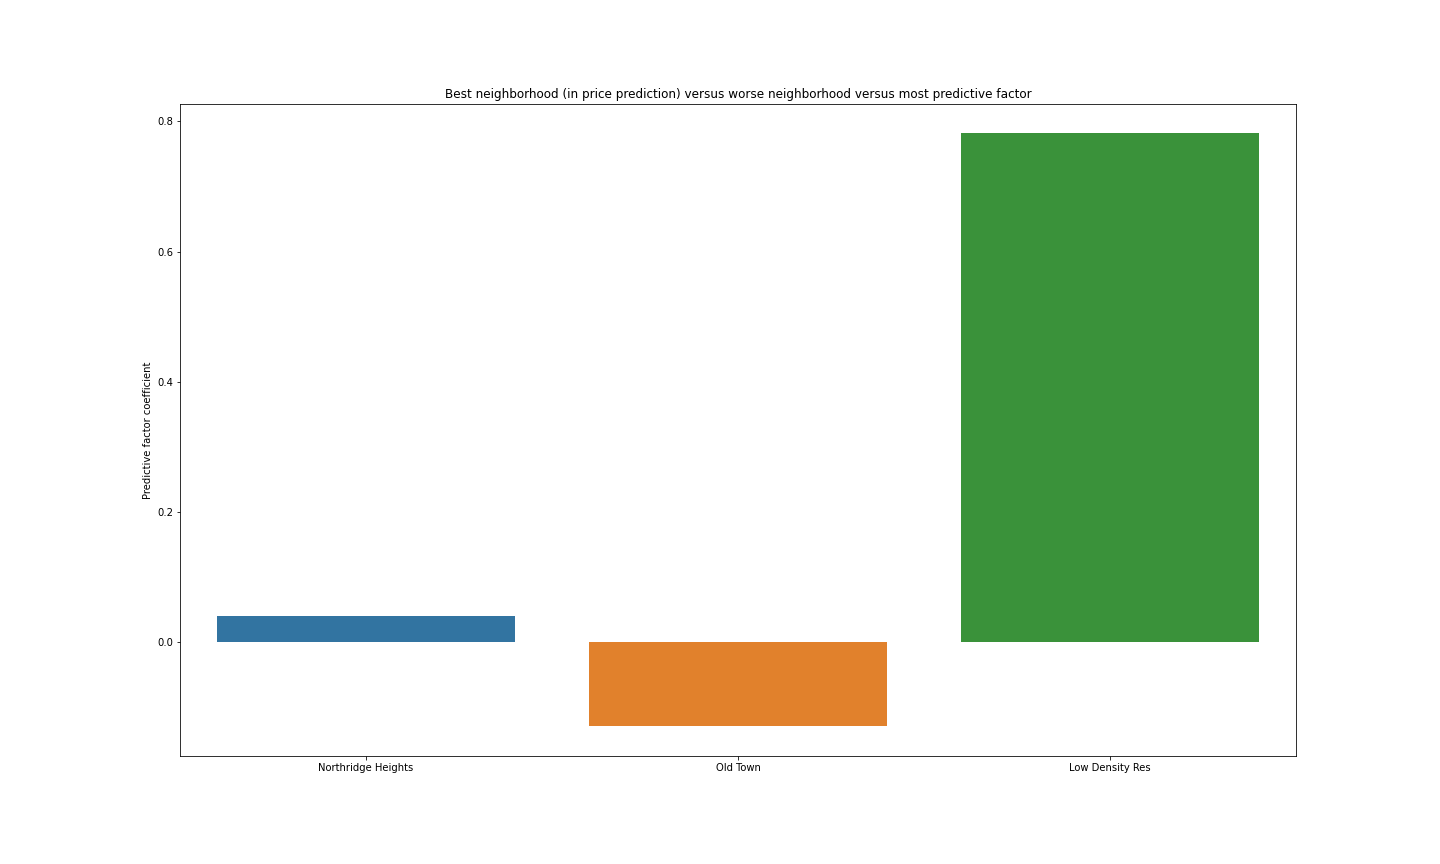 Best neighborhood (in price prediction) versus worse neighborhood versus most predictive factor
0.8
0.6
0.4
0.2
0.0
Predictive factor coefficient
Northridge Heights
Old Town
Low Density Res